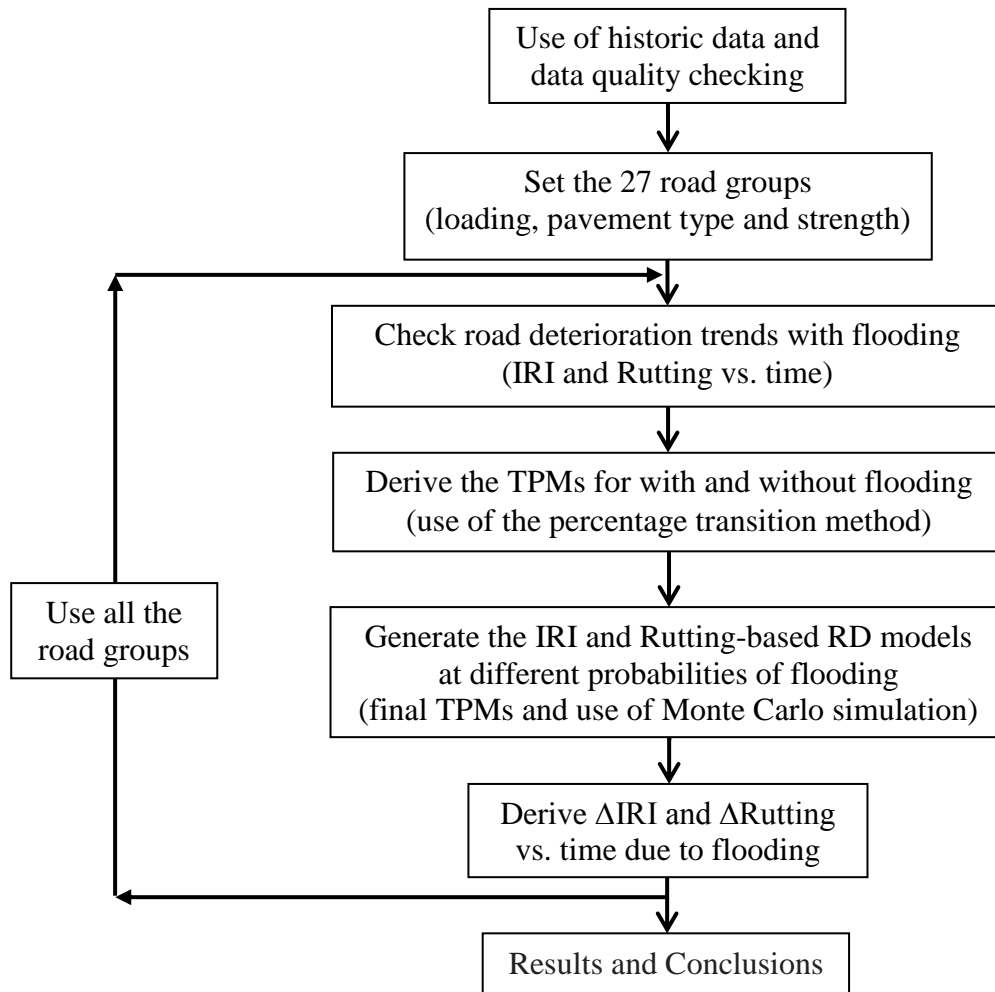 Use of historic data and
data quality checking
Set the 27 road groups
(loading, pavement type and strength)
Check road deterioration trends with flooding
(IRI and Rutting vs. time)
Derive the TPMs for with and without flooding
(use of the percentage transition method)
Use all the
road groups
Generate the IRI and Rutting-based RD models
at different probabilities of flooding
(final TPMs and use of Monte Carlo simulation)
Derive ΔIRI and ΔRutting
vs. time due to flooding
Results and Conclusions